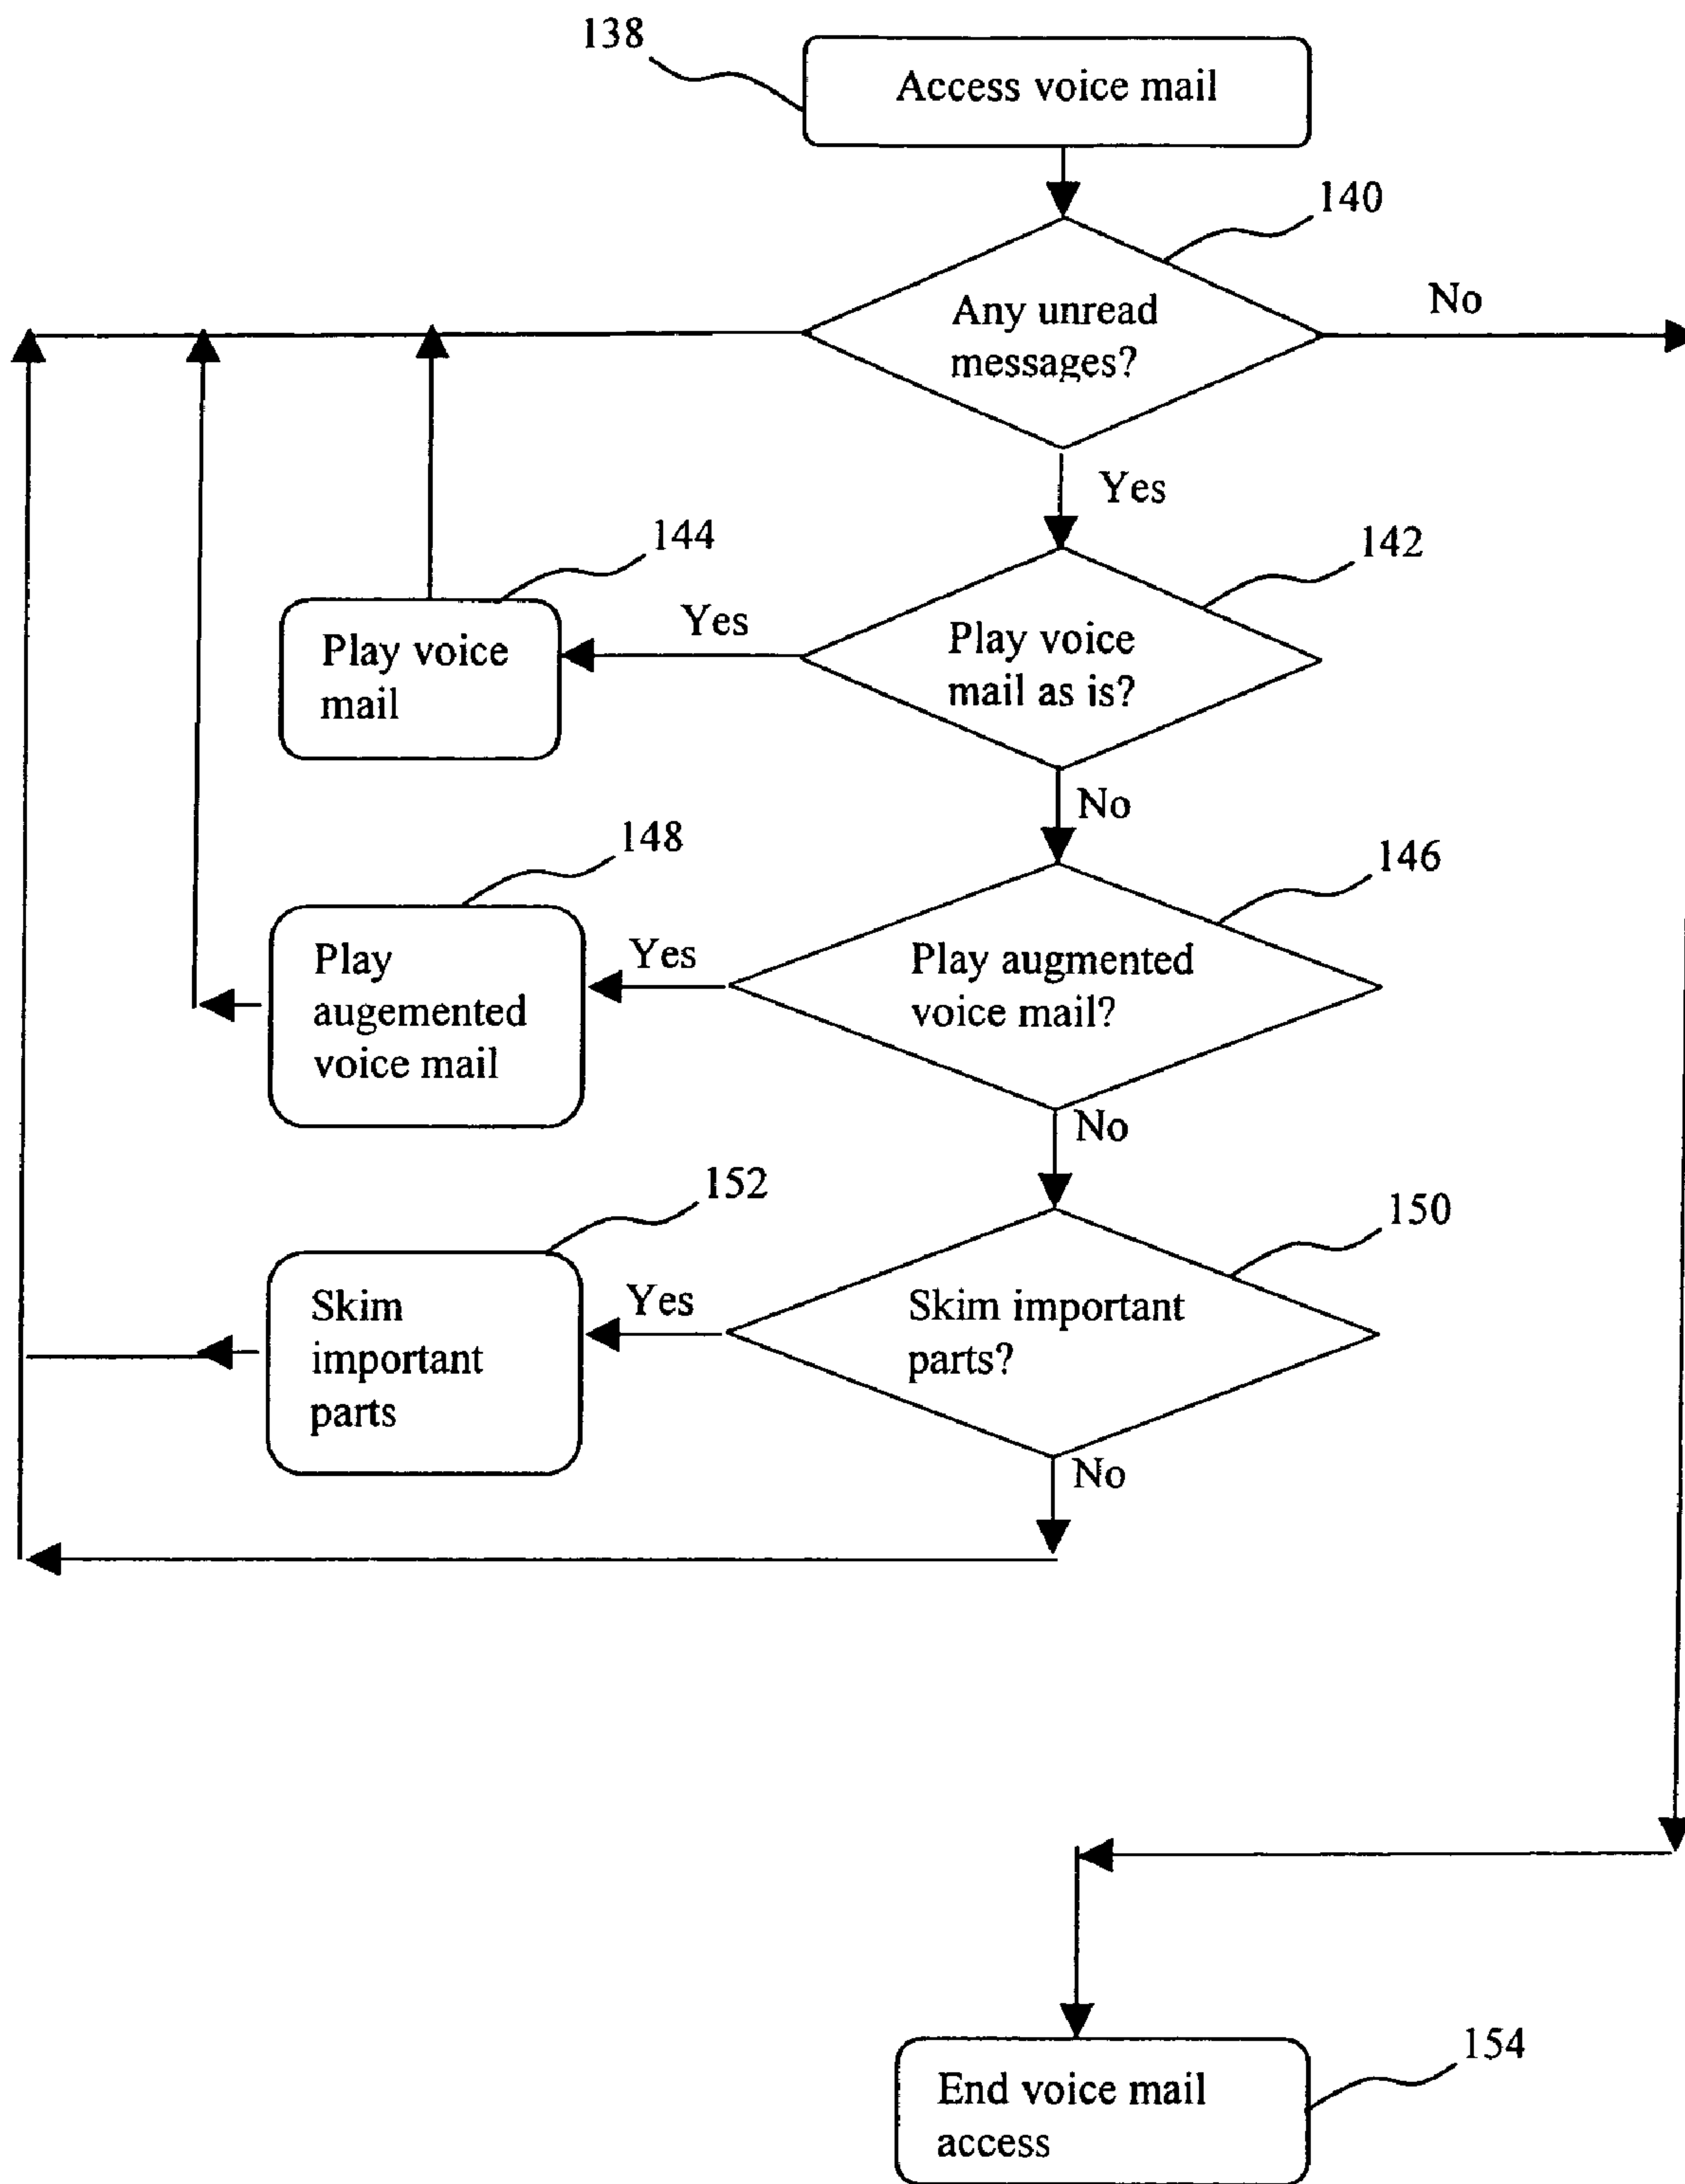 138
Access voice mail
140
Any unread
messages?
No
Yes
144
142
Play voice
mail
Yes
Play voice
mail as is?
No
148
146
Play
augemented
voice mail
Yes
Play augmented
voice mail?
No
152
150
Skim
important
parts
Yes
Skim important
parts?
No
154
End voice mail
access